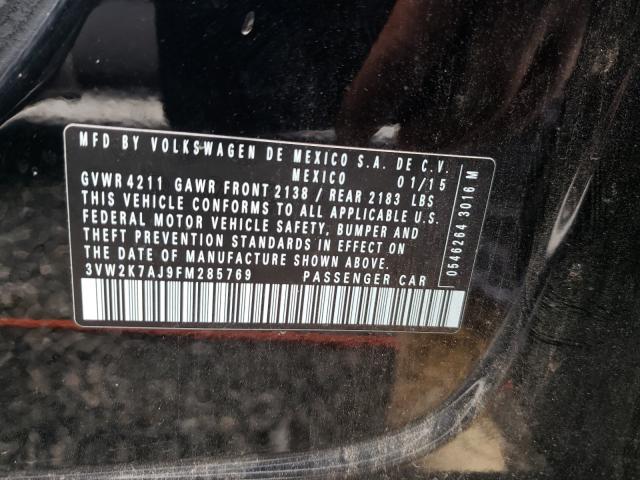 MFD BY VOLKSWAGEN DE MEXICO S.A. DE C.V.
MEXICO 01/15
GVWR 4211 GAWR FRONT 2138 / REAR 2183 LBS
THIS VEHICLE CONFORMS TO ALL APPLICABLE U.S.
FEDERAL MOTOR VEHICLE SAFETY, BUMPER AND
THEFT PREVENTION STANDARDS IN EFFECT ON
THE DATE OF MANUFACTURE SHOWN ABOVE.
3VW2K7AJ9FM285769 PASSENGER CAR
0546264 3016 M